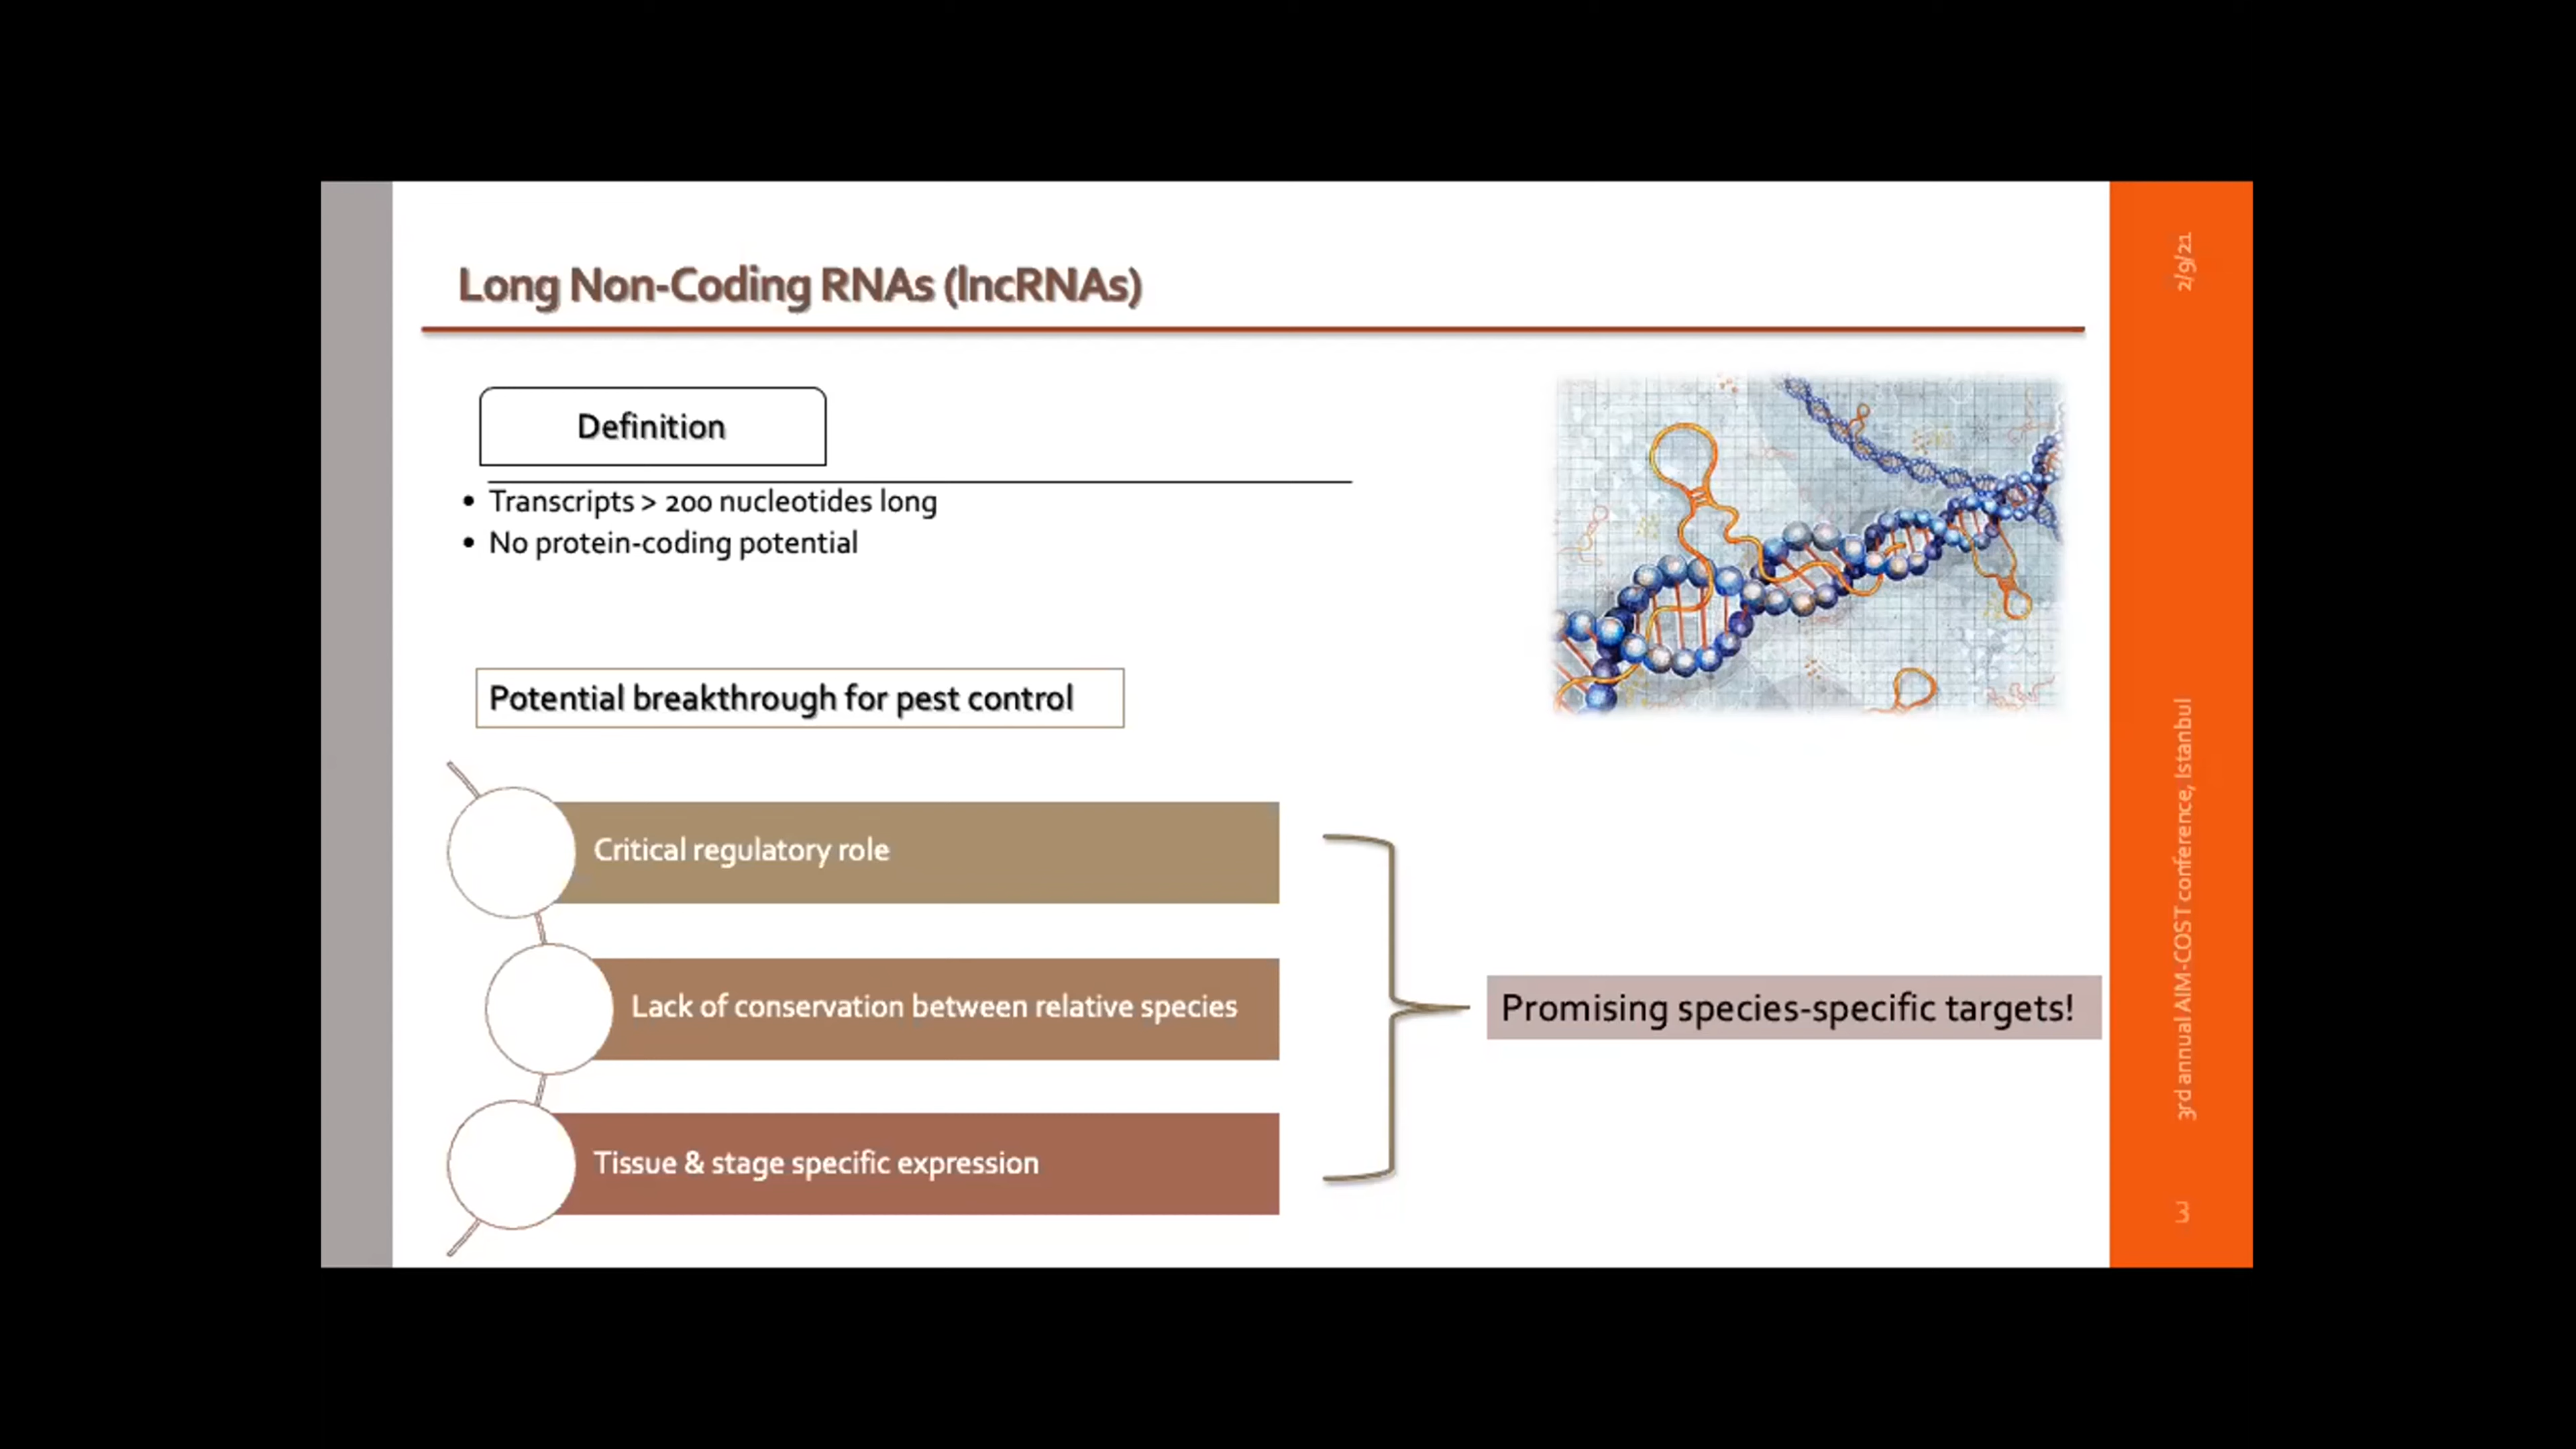 Long Non-Coding RNAs (lncRNAs)
Definition
• Transcripts > 200 nucleotides long
• No protein-coding potential
Potential breakthrough for pest control
Critical regulatory role
Lack of conservation between relative species
Tissue & stage specific expression
Promising species-specific targets!
2/9/21
3rd annual AIM-COST conference, Istanbul
3